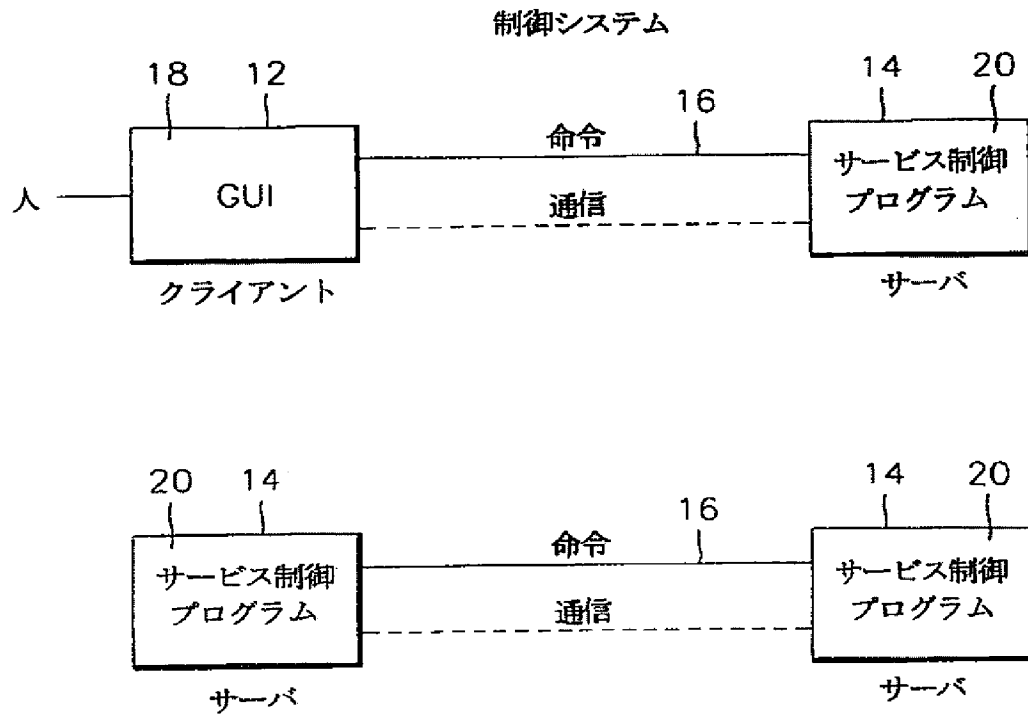 制御システム
18 12 16 14 20
人
GUI
命令
通信
サービス制御
プログラム
クライアント
サーバ
20 14 16 14 20
サービス制御
プログラム
命令
通信
サービス制御
プログラム
サーバ
サーバ